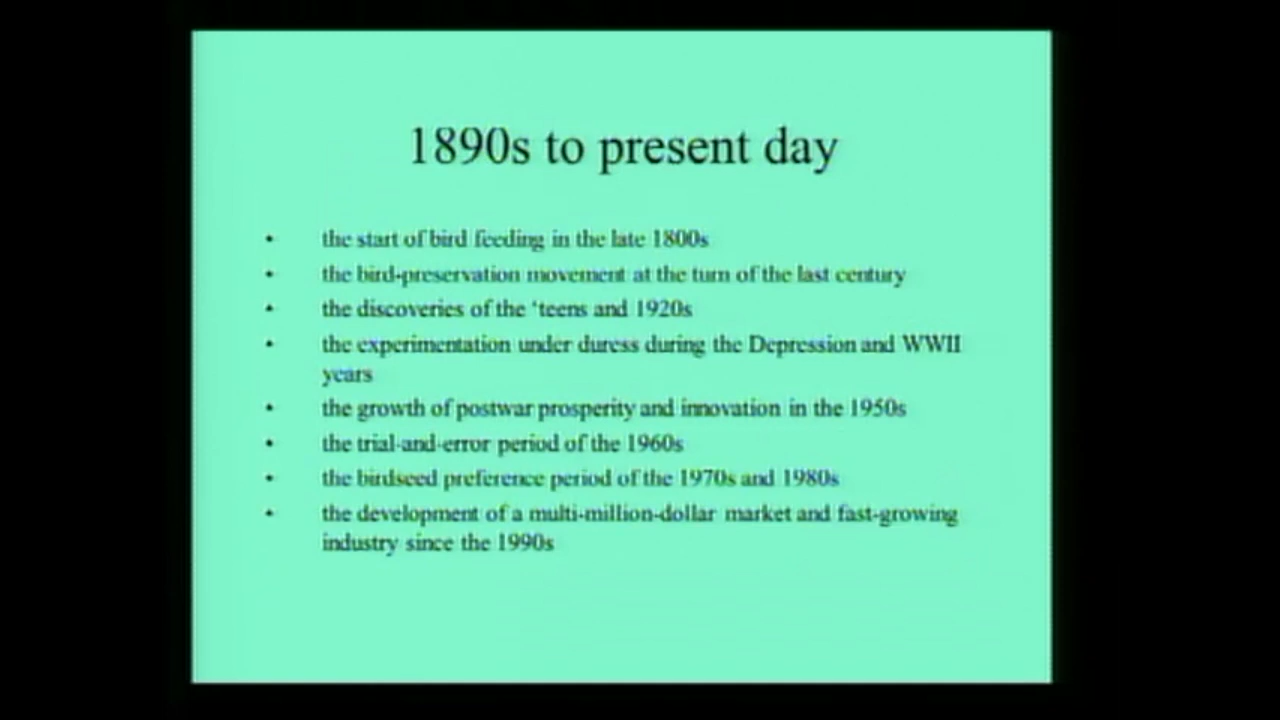 1890s to present day
• the start of bird feeding in the late 1800s
• the bird-preservation movement at the turn of the last century
• the discoveries of the ‘teens and 1920s
• the experimentation under duress during the Depression and WWII
years
• the growth of postwar prosperity and innovation in the 1950s
• the trial-and-error period of the 1960s
• the birdseed preference period of the 1970s and 1980s
• the development of a multi-million-dollar market and fast-growing
industry since the 1990s